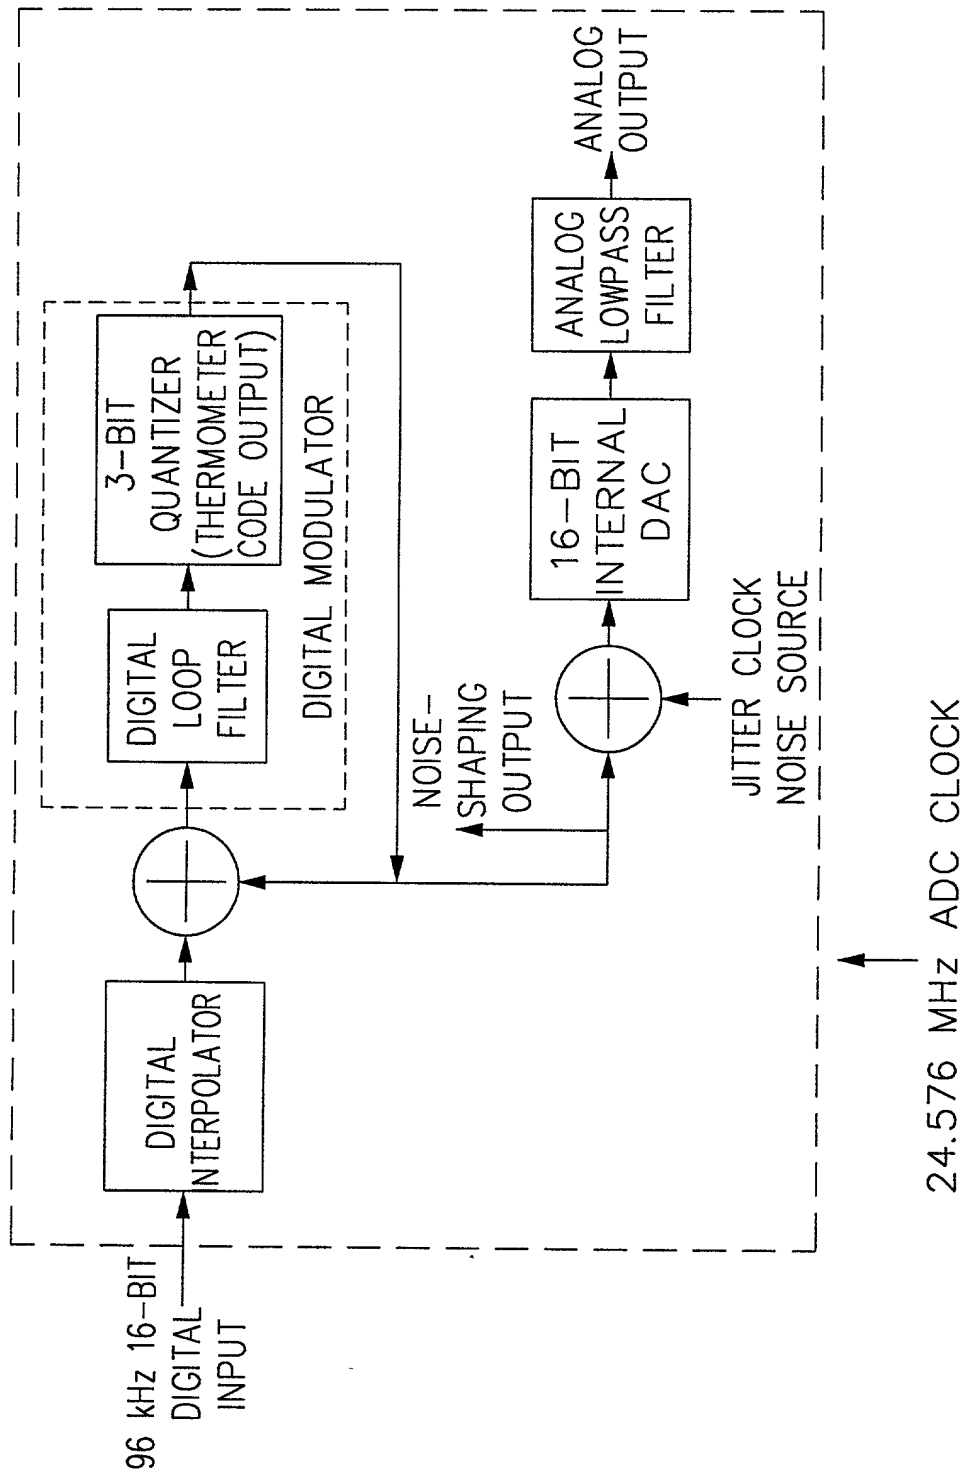 96 kHz 16-BIT
DIGITAL
INPUT
DIGITAL
NTERPOLATOR
DIGITAL
LOOP
FILTER
3-BIT
QUANTIZER
(THERMOMETER
CODE OUTPUT)
DIGITAL MODULATOR
NOISE-
SHAPING
OUTPUT
JITTER CLOCK
NOISE SOURCE
16-BIT
INTERNAL
DAC
ANALOG
LOWPASS
FILTER
ANALOG
OUTPUT
24.576 MHz ADC CLOCK